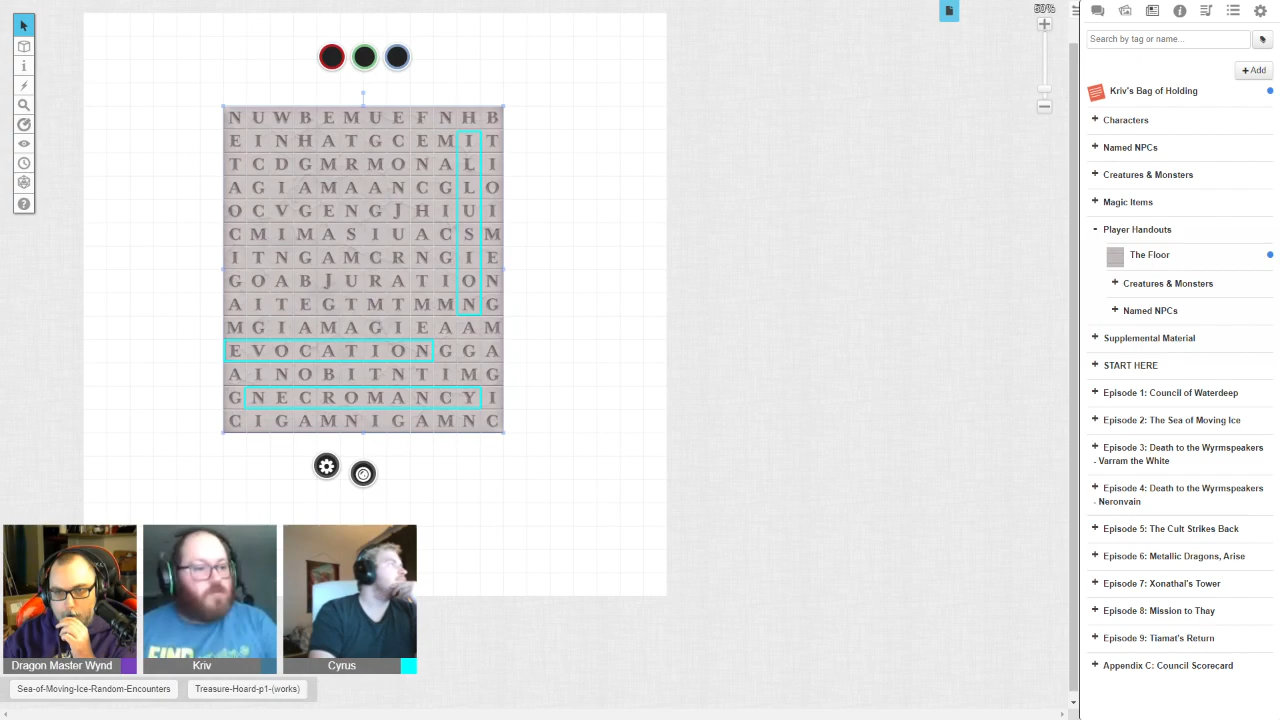 50%
Search by tag or name...
+ Add
Kriv's Bag of Holding
+ Characters
+ Named NPCs
+ Creatures & Monsters
+ Magic Items
- Player Handouts
The Floor
+ Creatures & Monsters
+ Named NPCs
+ Supplemental Material
+ START HERE
+ Episode 1: Council of Waterdeep
+ Episode 2: The Sea of Moving Ice
+ Episode 3: Death to the Wyrmspeakers
- Varram the White
+ Episode 4: Death to the Wyrmspeakers
- Neronvain
+ Episode 5: The Cult Strikes Back
+ Episode 6: Metallic Dragons, Arise
+ Episode 7: Xonathal's Tower
+ Episode 8: Mission to Thay
+ Episode 9: Tiamat's Return
+ Appendix C: Council Scorecard
N U W B E M U E F N H B
E I N H A T G C E M I T
T C D G M R M O N A L I
A G I A M A A N C G L O
O C V G E N G J H I U I
C M I M A S I U A C S M
I T N G A M C R N G I E
G O A B J U R A T I O N
A I T E G T M T M M N G
M G I A M A G I E A A M
E V O C A T I O N G G A
A I N O B I T N T I M G
G N E C R O M A N C Y I
C I G A M N I G A M N C
FIND
Dragon Master Wynd
Kriv
Cyrus
Sea-of-Moving-Ice-Random-Encounters
Treasure-Hoard-p1-(works)